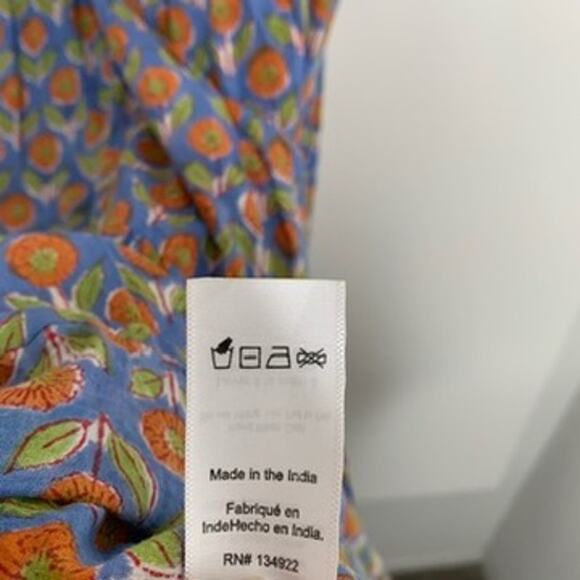 Made in the India
Fabriqué en
IndeHecho en India.
RN# 134922